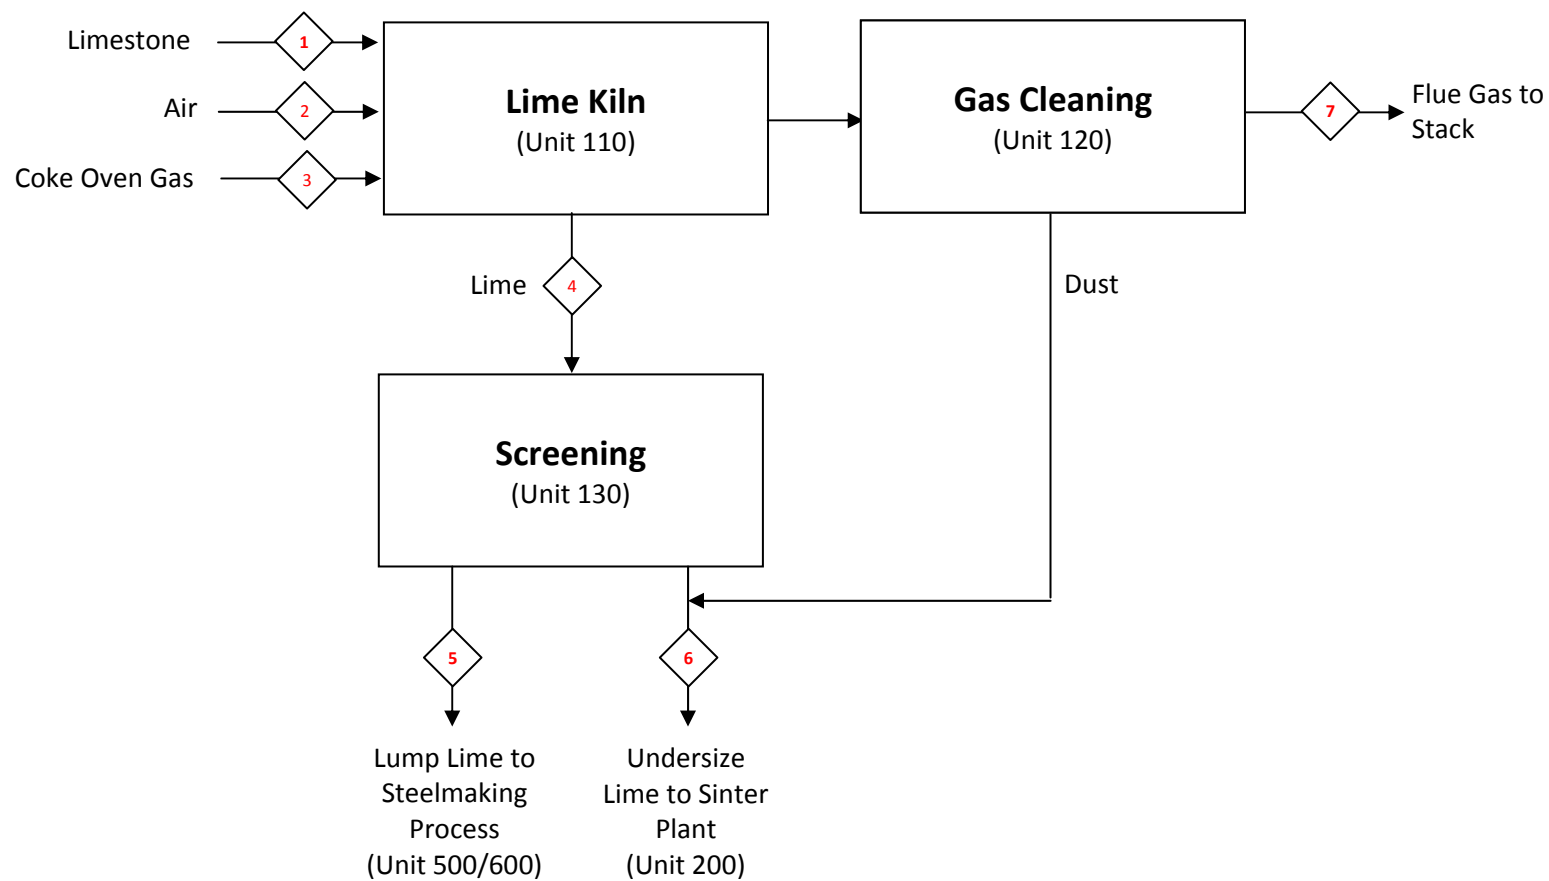 Limestone
1
Air
2
Coke Oven Gas
3
Lime Kiln
(Unit 110)
Gas Cleaning
(Unit 120)
7
Flue Gas to
Stack
Lime
4
Dust
Screening
(Unit 130)
5
6
Lump Lime to
Steelmaking
Process
(Unit 500/600)
Undersize
Lime to Sinter
Plant
(Unit 200)